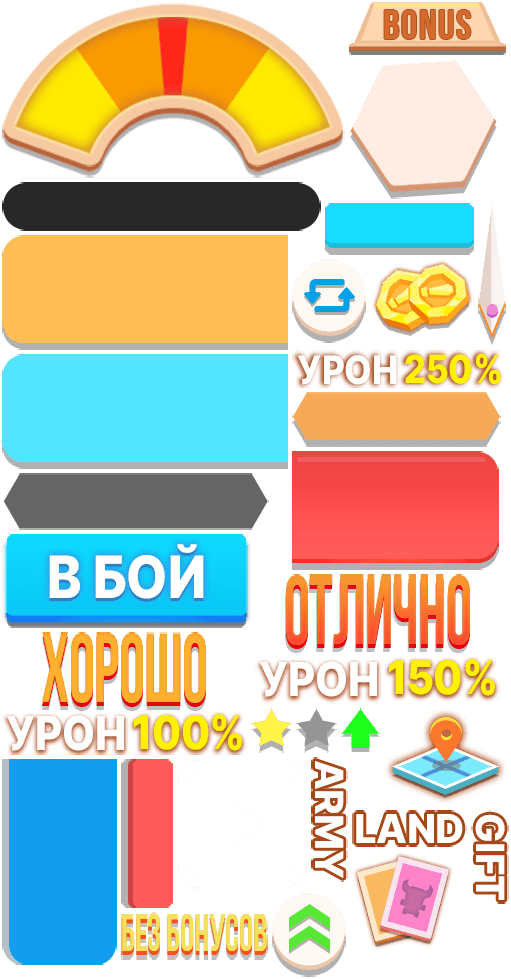 BONUS
УРОН 250%
В БОЙ
ОТЛИЧНО
ХОРОШО
УРОН 150%
УРОН 100%
ARMY
LAND
GIFT
БЕЗ БОНУСОВ